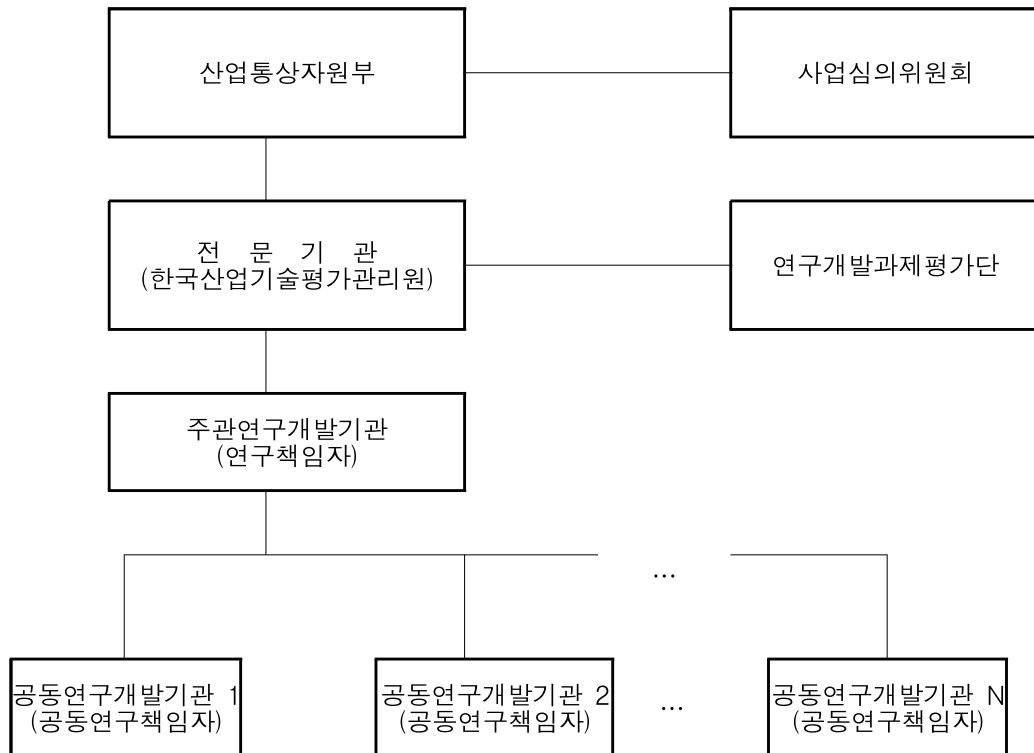 산업통상자원부
사업심의위원회
전 문 기 관
(한국산업기술평가관리원)
연구개발과제평가단
주관연구개발기관
(연구책임자)
...
공동연구개발기관 1
(공동연구책임자)
공동연구개발기관 2
(공동연구책임자)
...
공동연구개발기관 N
(공동연구책임자)